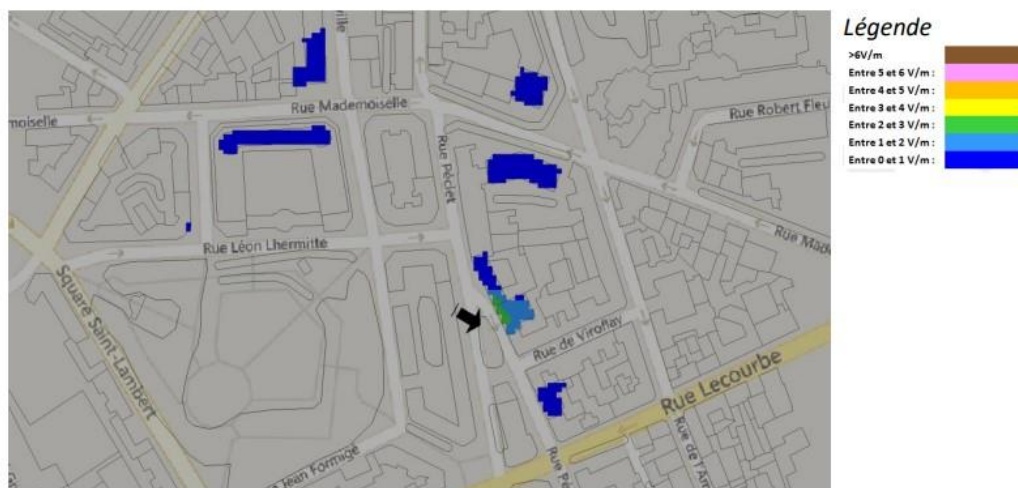 Légende
>6V/m
Entre 5 et 6 V/m :
Entre 4 et 5 V/m :
Entre 3 et 4 V/m :
Entre 2 et 3 V/m :
Entre 1 et 2 V/m :
Entre 0 et 1 V/m :
ville
Rue Mademoiselle
moiselle
Rue Robert Fleu
Rue Péclet
Rue Made
Rue Léon Lhermitte
Square Saint-Lambert
Rue de Viroflay
Rue Lecourbe
Rue de l'Am
Rue Pé
Jean Formigé